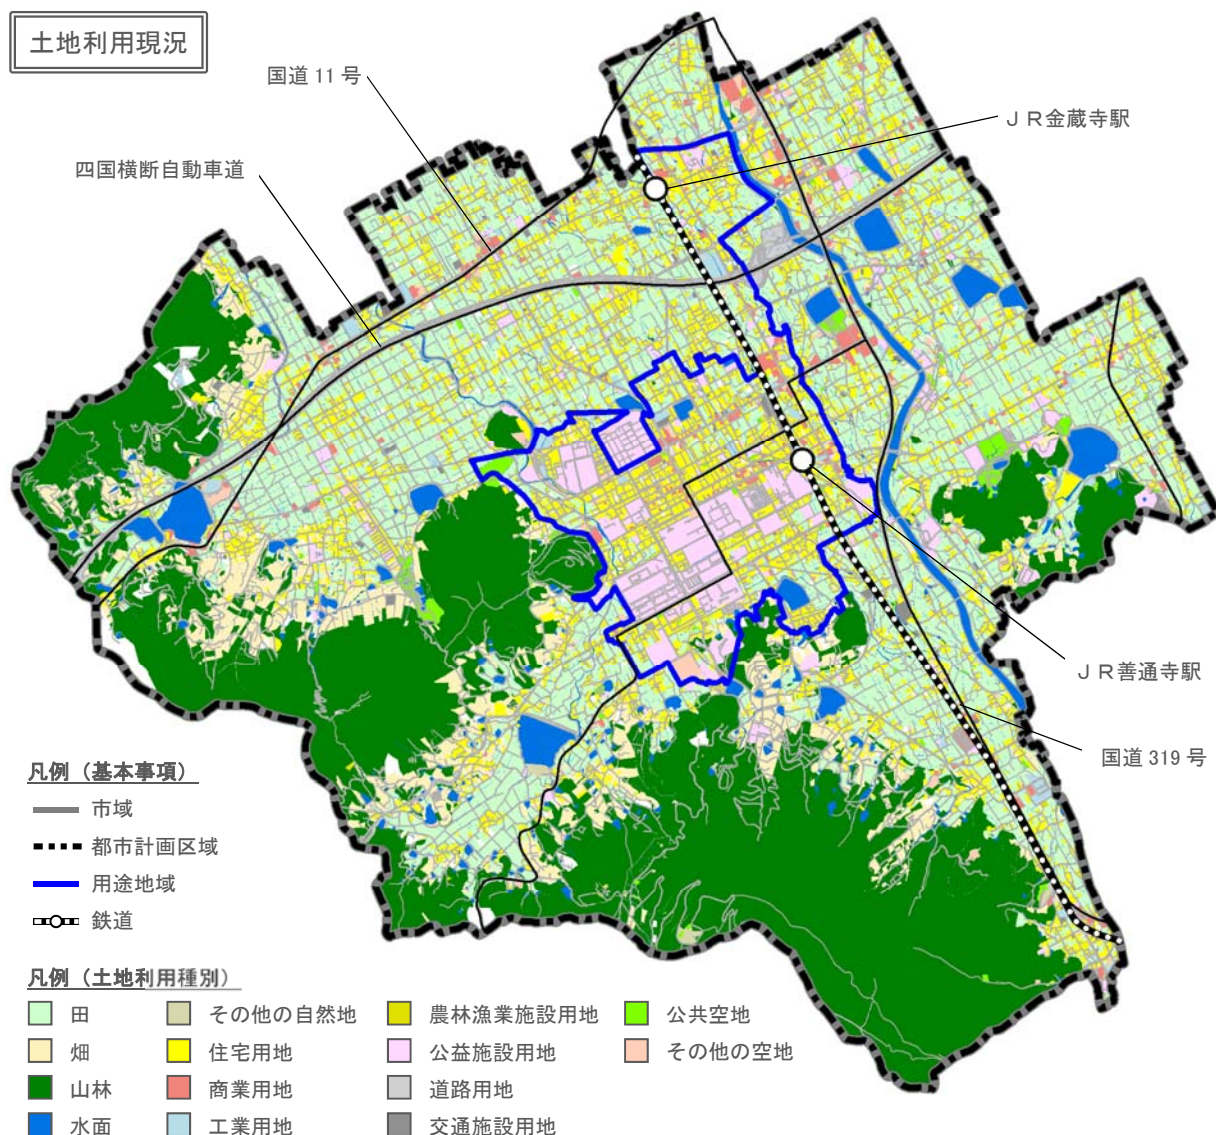 土地利用現況
国道 11 号
ＪＲ金蔵寺駅
四国横断自動車道
ＪＲ善通寺駅
国道 319 号
凡例（基本事項）
市域
都市計画区域
用途地域
鉄道
凡例（土地利用種別）
田
その他の自然地
農林漁業施設用地
公共空地
畑
住宅用地
公益施設用地
その他の空地
山林
商業用地
道路用地
水面
工業用地
交通施設用地